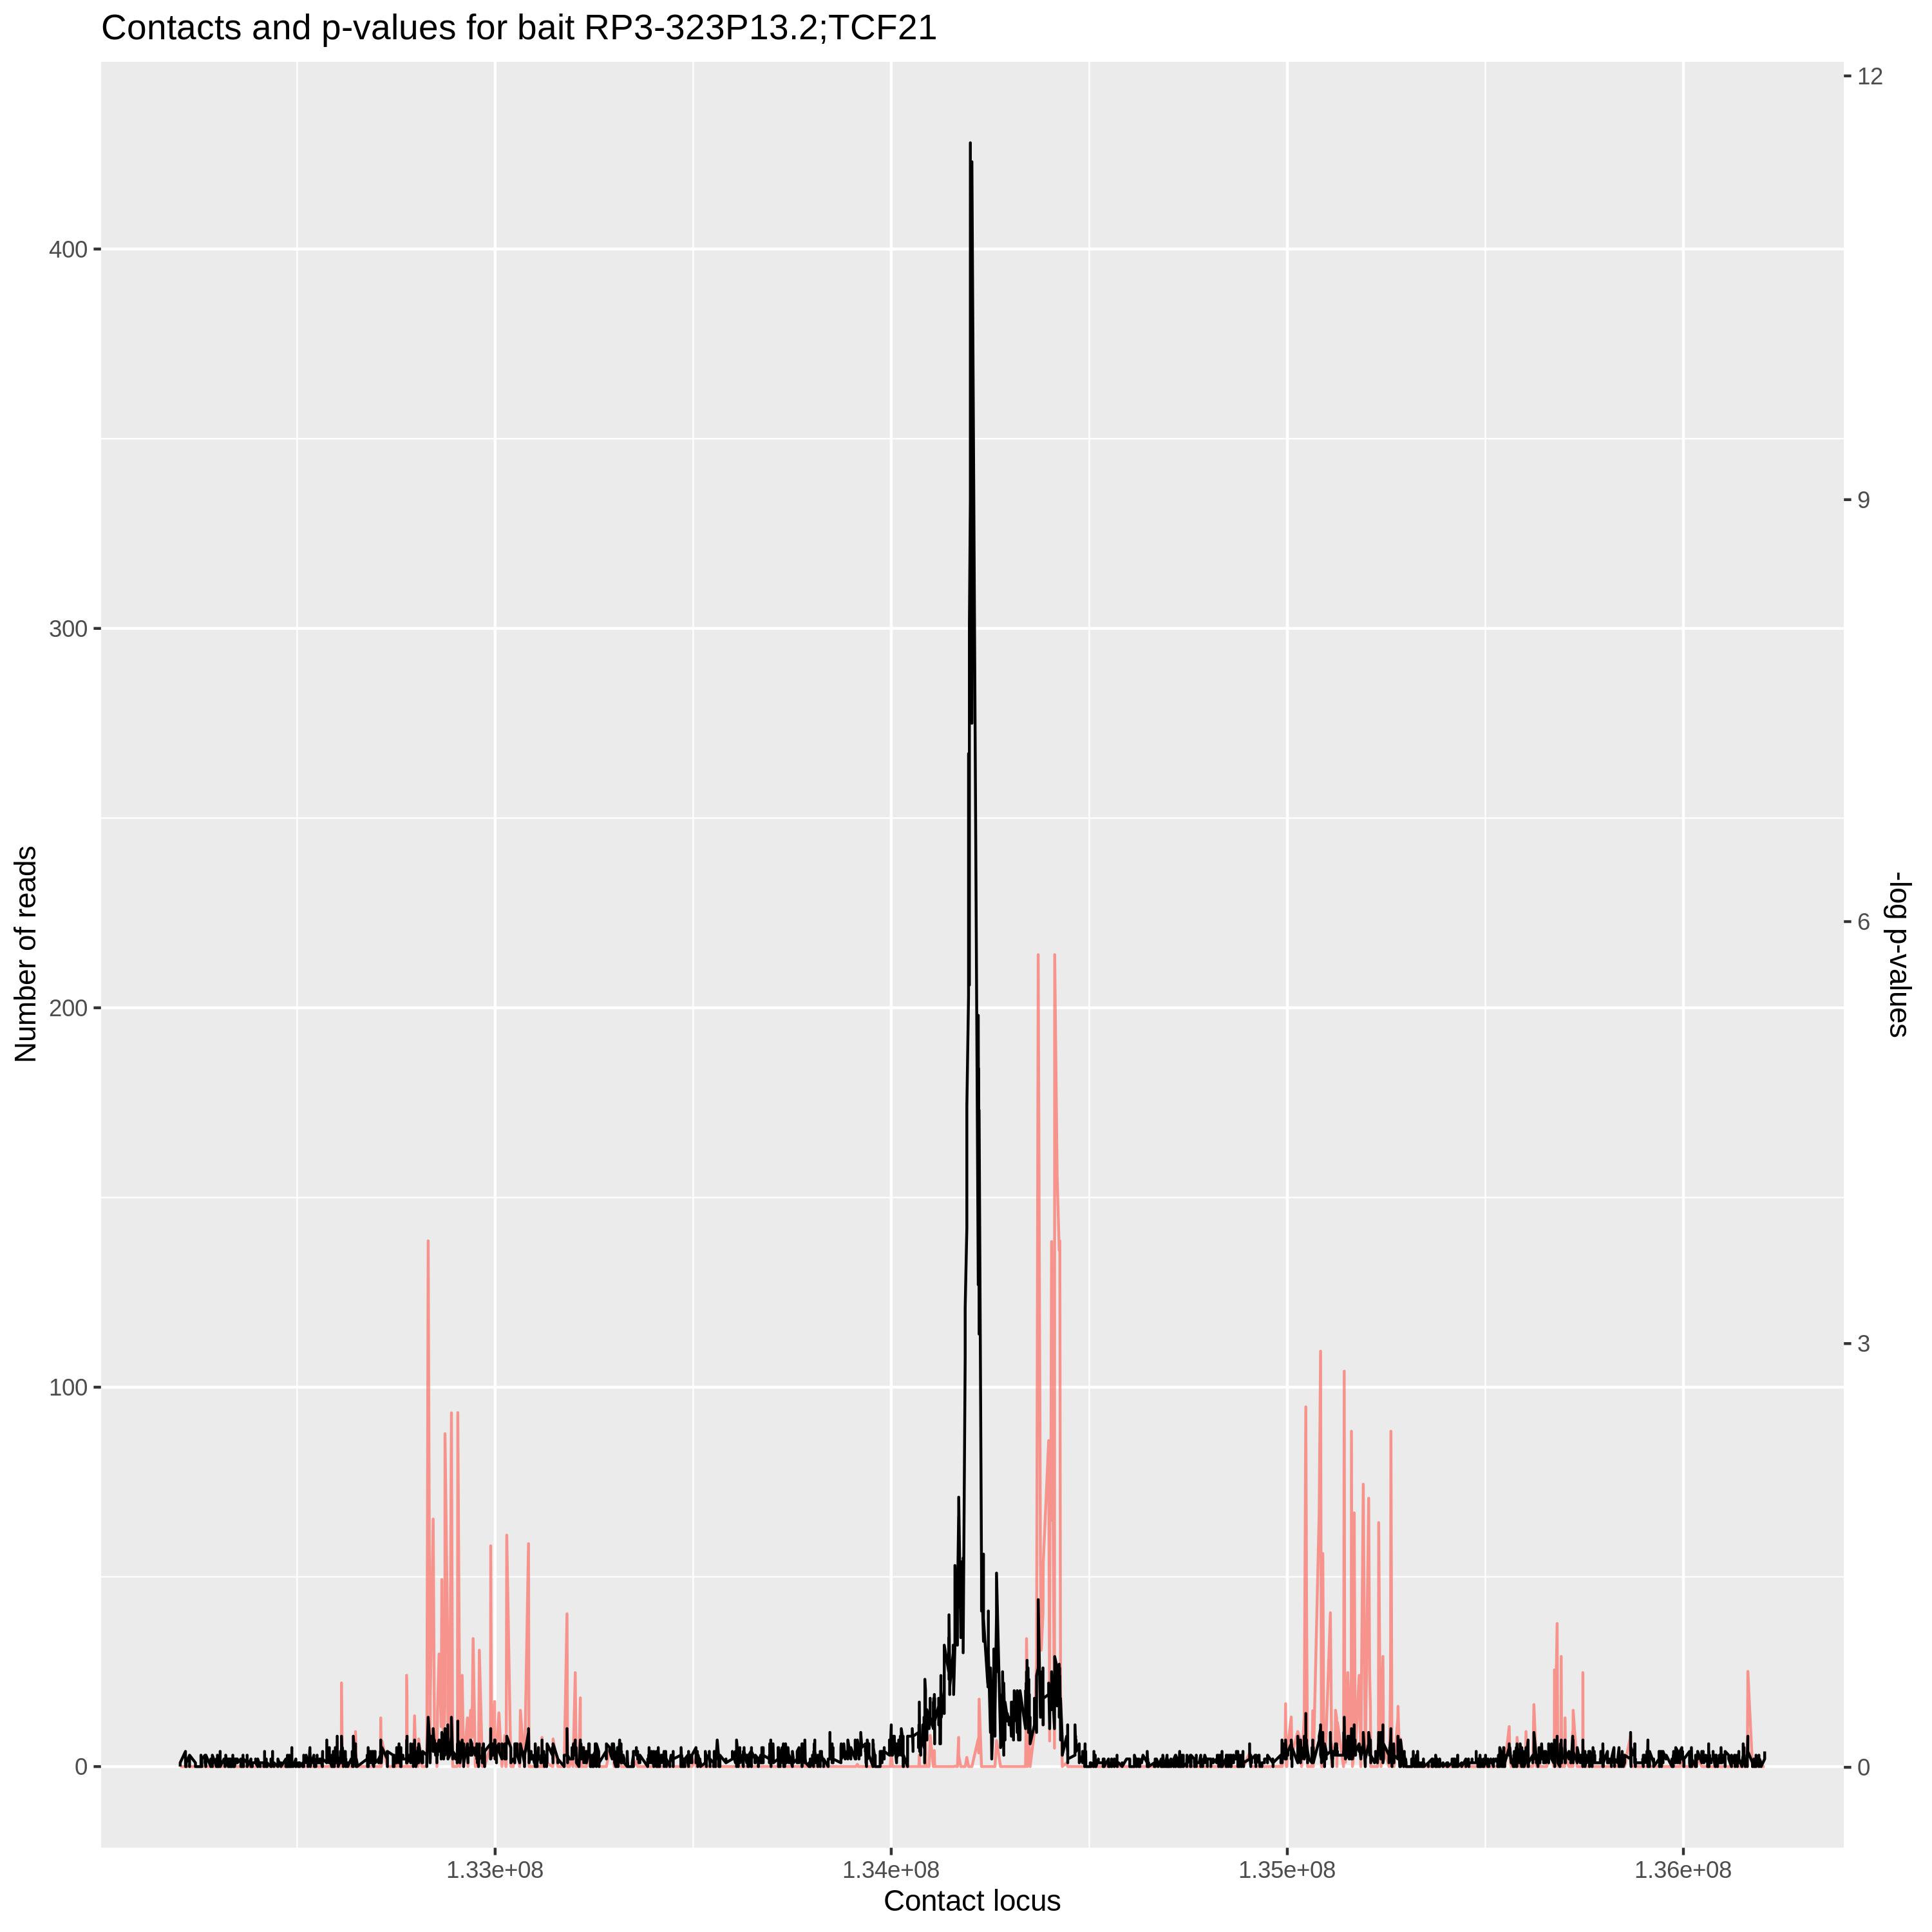 Contacts and p-values for bait RP3-323P13.2;TCF21
12
400
9
300
Number of reads
-log p-values
6
200
3
100
0
0
1.33e+08
1.34e+08
1.35e+08
1.36e+08
Contact locus